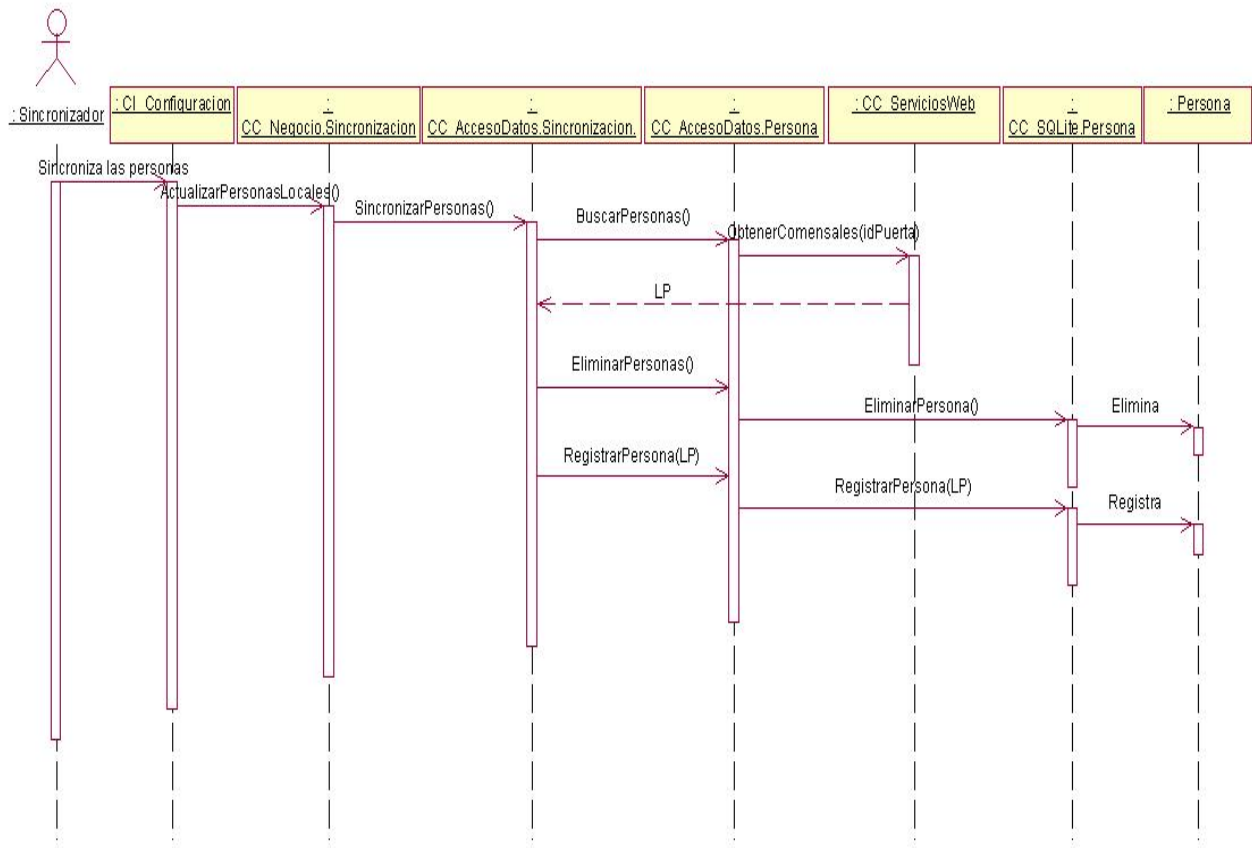 : Sincronizador
: CI_Configuracion
:
CC_Negocio.Sincronizacion
:
CC_AccesoDatos.Sincronizacion.
:
CC_AccesoDatos.Persona
: CC_ServiciosWeb
:
CC_SQLite.Persona
: Persona
Sincroniza las personas
ActualizarPersonasLocales()
SincronizarPersonas()
BuscarPersonas()
ObtenerComensales(idPuerta)
LP
EliminarPersonas()
EliminarPersona()
Elimina
RegistrarPersona(LP)
RegistrarPersona(LP)
Registra